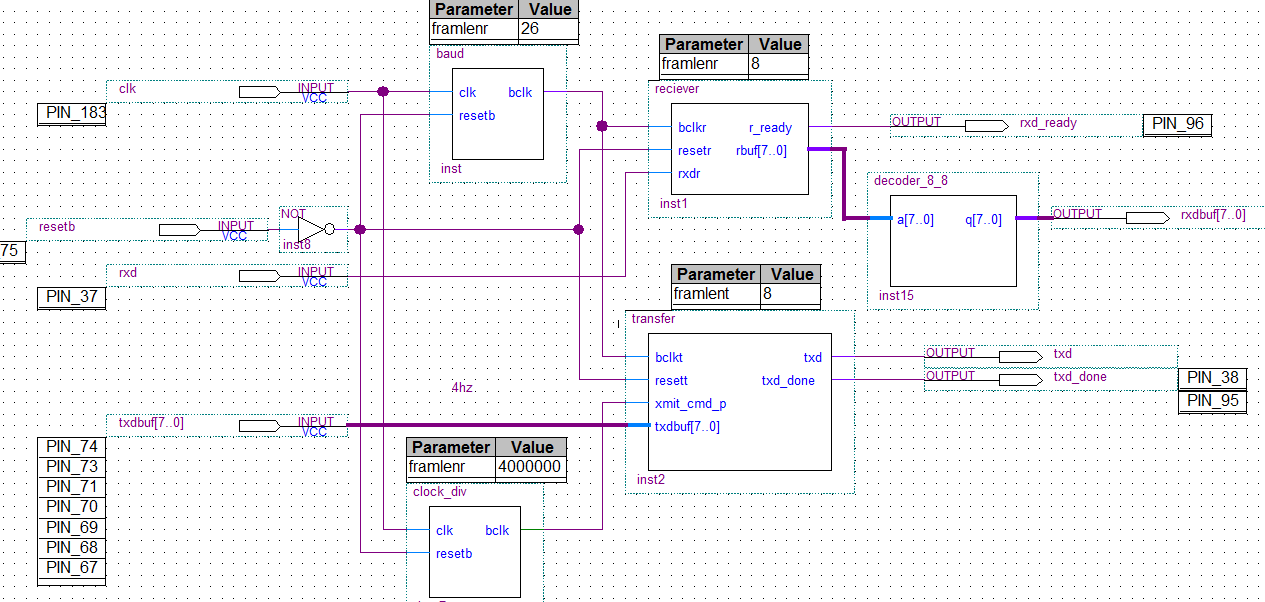 Parameter Value
framlenr 26
baud
clk bclk
resetb
inst
Parameter Value
framlenr 8
reciever
bclkr r_ready
resetr rbuf[7..0]
rxdr
inst1
clk INPUT VCC
PIN_183
OUTPUT rxd_ready PIN_96
decoder_8_8
a[7..0] q[7..0]
inst15
OUTPUT rxdbuf[7..0]
resetb INPUT VCC
75
NOT
inst8
rxd INPUT VCC
PIN_37
Parameter Value
framlent 8
transfer
bclkt txd
resett txd_done
xmit_cmd_p
txdbuf[7..0]
inst2
OUTPUT txd
OUTPUT txd_done
PIN_38
PIN_95
4hz
txdbuf[7..0] INPUT VCC
PIN_74
PIN_73
PIN_71
PIN_70
PIN_69
PIN_68
PIN_67
Parameter Value
framlenr 4000000
clock_div
clk bclk
resetb